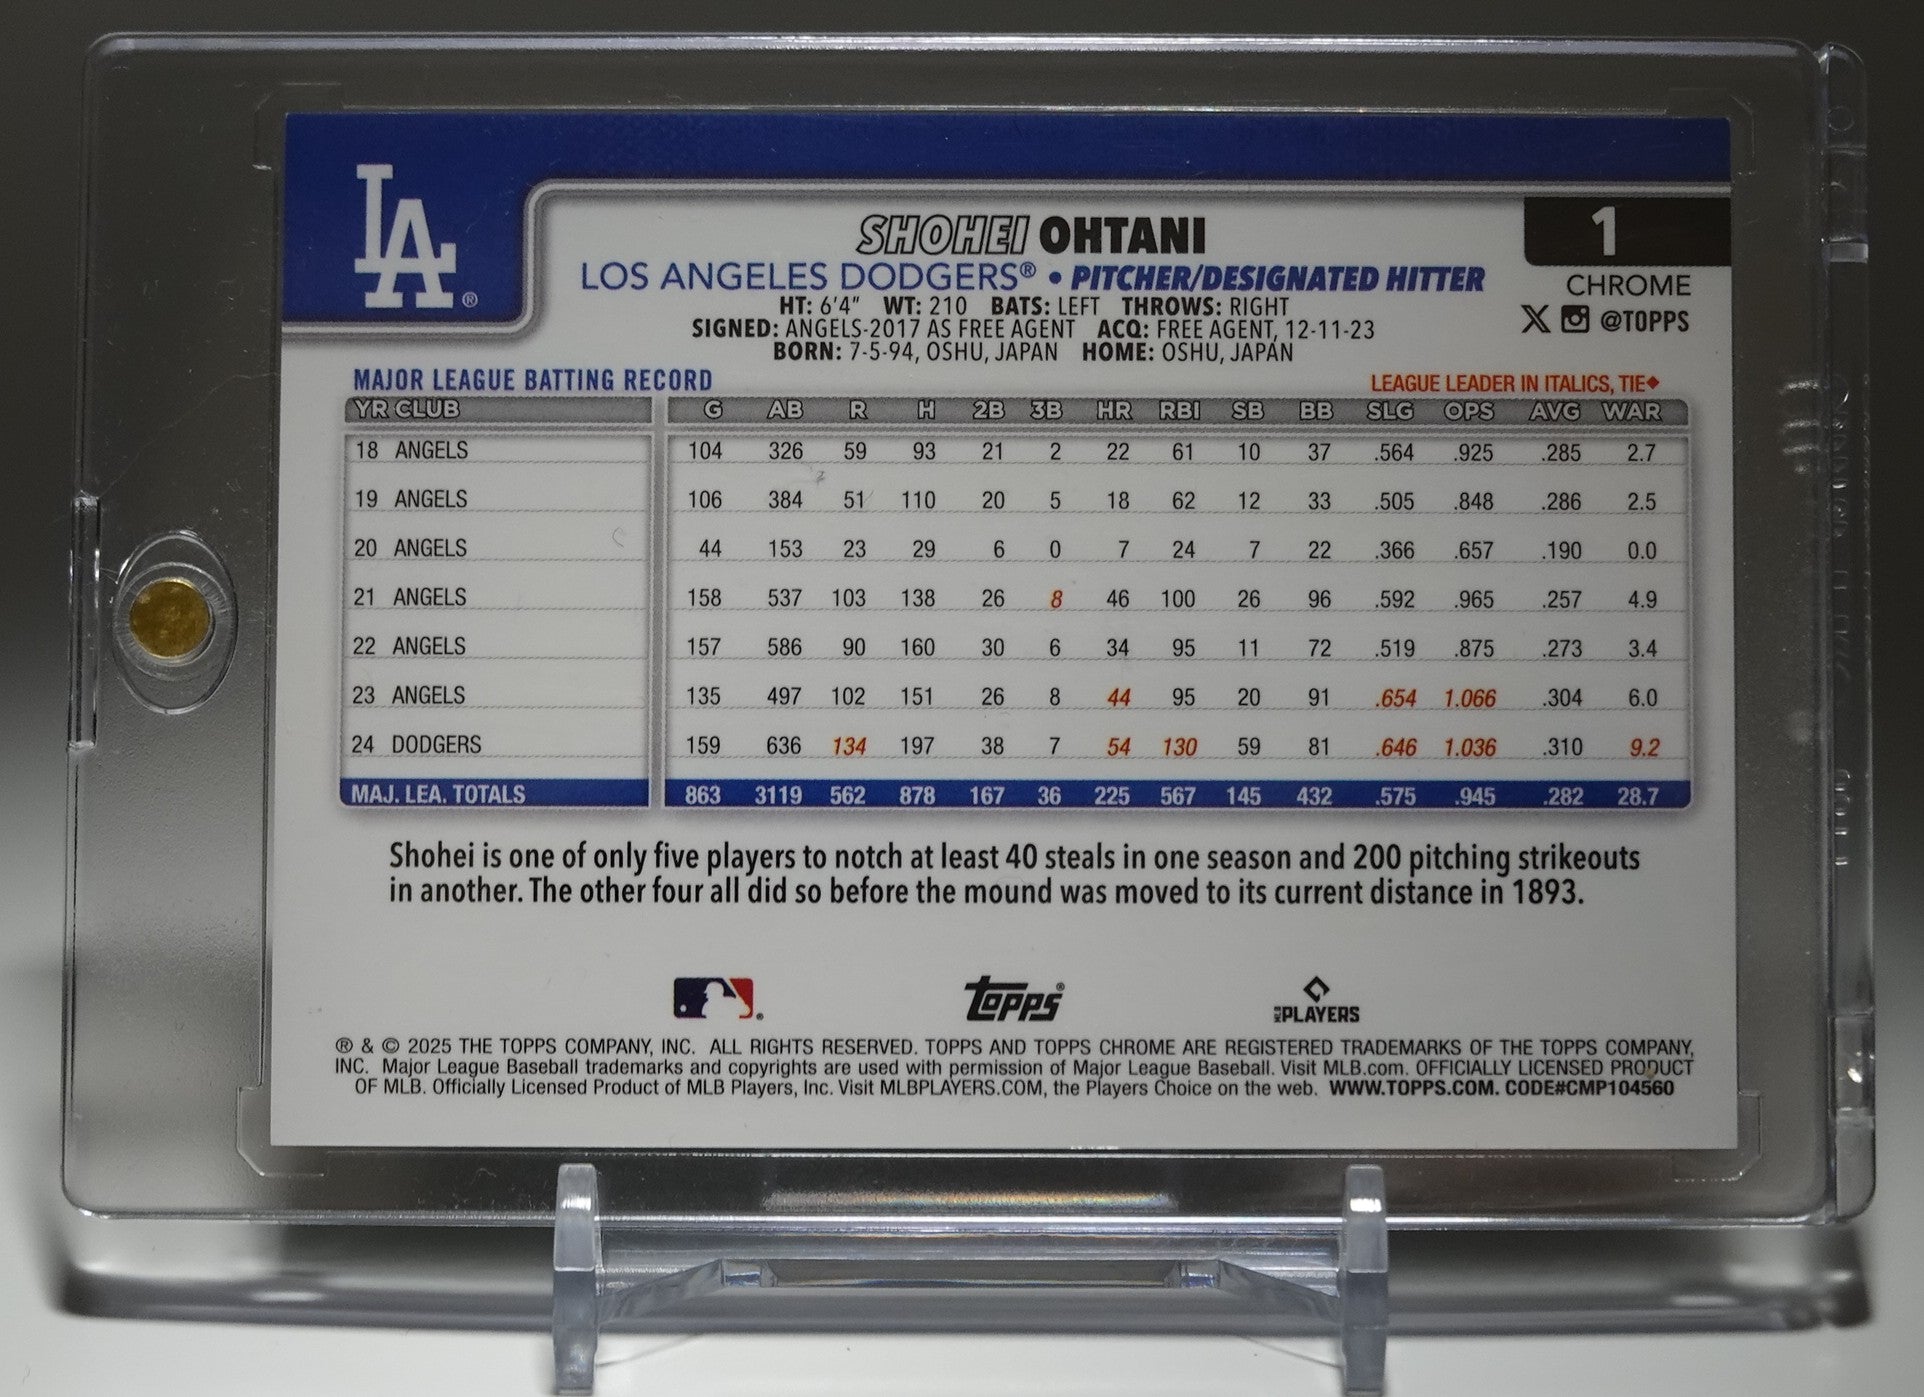 LA®
SHOHEI OHTANI
1
LOS ANGELES DODGERS® • PITCHER/DESIGNATED HITTER
CHROME
HT: 6'4" WT: 210 BATS: LEFT THROWS: RIGHT
@TOPPS
SIGNED: ANGELS-2017 AS FREE AGENT ACQ: FREE AGENT, 12-11-23
BORN: 7-5-94, OSHU, JAPAN HOME: OSHU, JAPAN
MAJOR LEAGUE BATTING RECORD LEAGUE LEADER IN ITALICS, TIE◆
YR CLUB G AB R H 2B 3B HR RBI SB BB SLG OPS AVG WAR
18 ANGELS 104 326 59 93 21 2 22 61 10 37 .564 .925 .285 2.7
19 ANGELS 106 384 51 110 20 5 18 62 12 33 .505 .848 .286 2.5
20 ANGELS 44 153 23 29 6 0 7 24 7 22 .366 .657 .190 0.0
21 ANGELS 158 537 103 138 26 8 46 100 26 96 .592 .965 .257 4.9
22 ANGELS 157 586 90 160 30 6 34 95 11 72 .519 .875 .273 3.4
23 ANGELS 135 497 102 151 26 8 44 95 20 91 .654 1.066 .304 6.0
24 DODGERS 159 636 134 197 38 7 54 130 59 81 .646 1.036 .310 9.2
MAJ. LEA. TOTALS 863 3119 562 878 167 36 225 567 145 432 .575 .945 .282 28.7
Shohei is one of only five players to notch at least 40 steals in one season and 200 pitching strikeouts
in another. The other four all did so before the mound was moved to its current distance in 1893.
Topps®
MLB PLAYERS
® & © 2025 THE TOPPS COMPANY, INC. ALL RIGHTS RESERVED. TOPPS AND TOPPS CHROME ARE REGISTERED TRADEMARKS OF THE TOPPS COMPANY,
INC. Major League Baseball trademarks and copyrights are used with permission of Major League Baseball. Visit MLB.com. OFFICIALLY LICENSED PRODUCT
OF MLB. Officially Licensed Product of MLB Players, Inc. Visit MLBPLAYERS.COM, the Players Choice on the web. WWW.TOPPS.COM. CODE#CMP104560